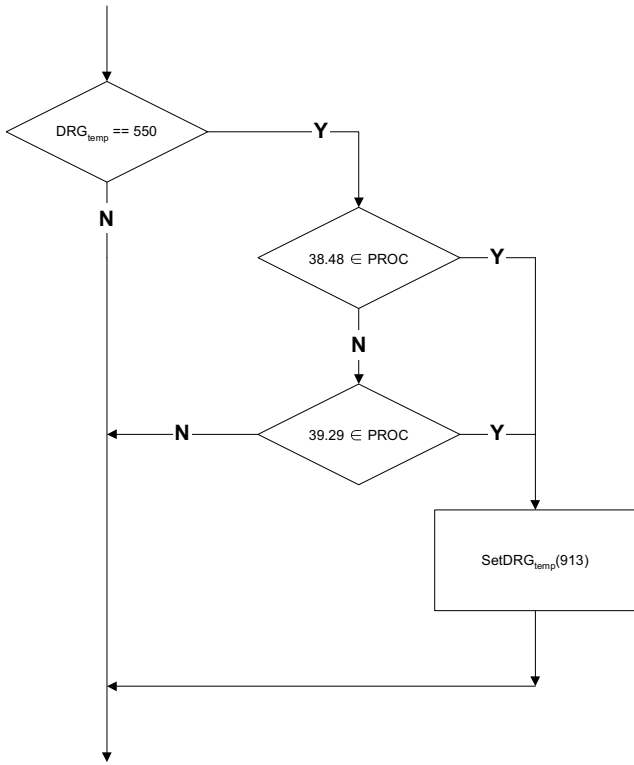 DRGtemp == 550
Y
N
38.48 ∈ PROC
Y
N
39.29 ∈ PROC
N
Y
SetDRGtemp(913)